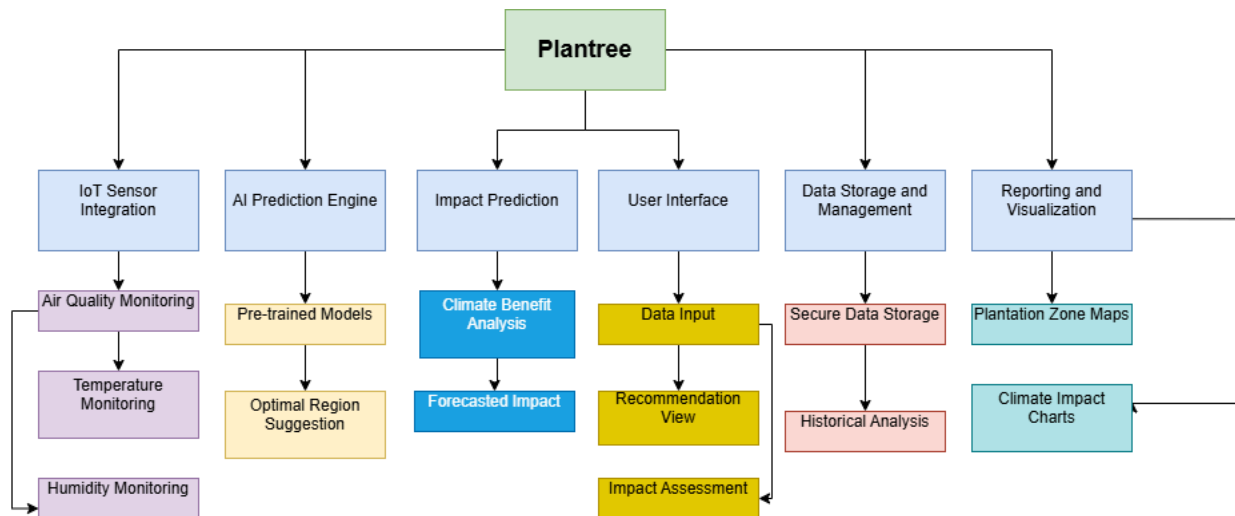 Plantree
IoT Sensor
Integration
AI Prediction Engine
Impact Prediction
User Interface
Data Storage and
Management
Reporting and
Visualization
Air Quality Monitoring
Pre-trained Models
Climate Benefit
Analysis
Data Input
Secure Data Storage
Plantation Zone Maps
Temperature
Monitoring
Optimal Region
Suggestion
Forecasted Impact
Recommendation
View
Historical Analysis
Climate Impact
Charts
Humidity Monitoring
Impact Assessment